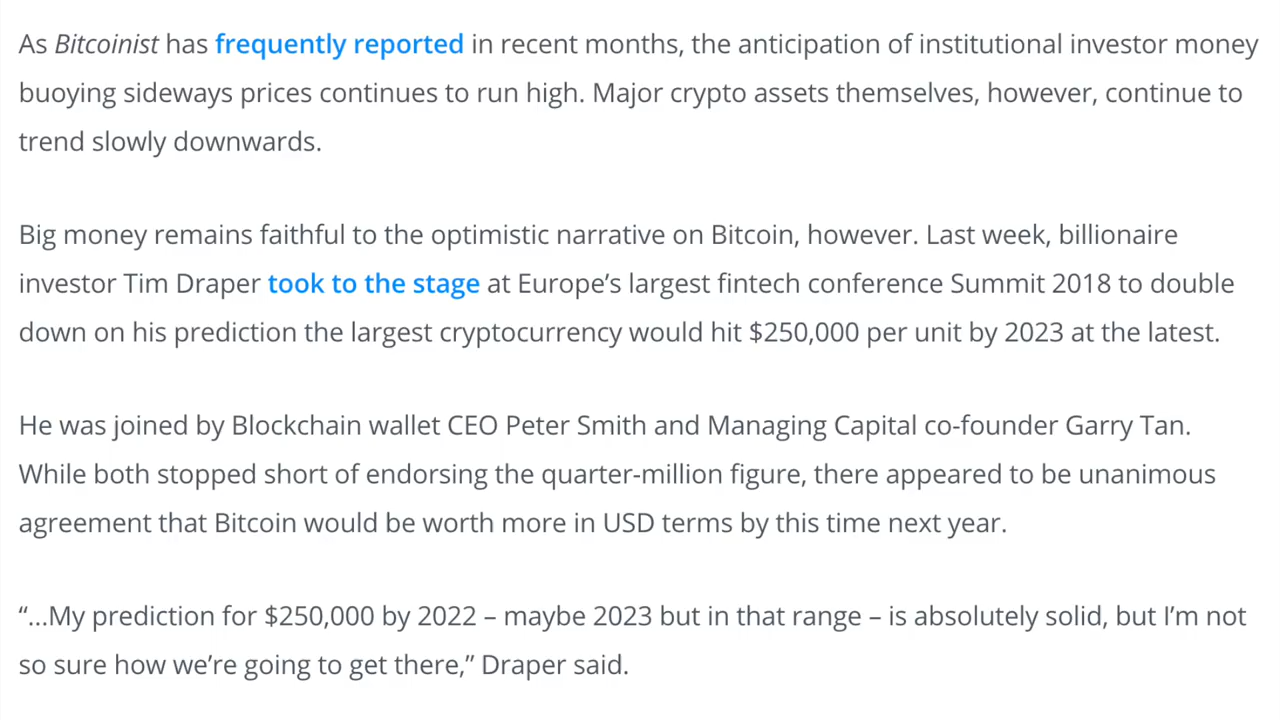 As Bitcoinist has frequently reported in recent months, the anticipation of institutional investor money
buoying sideways prices continues to run high. Major crypto assets themselves, however, continue to
trend slowly downwards.
Big money remains faithful to the optimistic narrative on Bitcoin, however. Last week, billionaire
investor Tim Draper took to the stage at Europe’s largest fintech conference Summit 2018 to double
down on his prediction the largest cryptocurrency would hit $250,000 per unit by 2023 at the latest.
He was joined by Blockchain wallet CEO Peter Smith and Managing Capital co-founder Garry Tan.
While both stopped short of endorsing the quarter-million figure, there appeared to be unanimous
agreement that Bitcoin would be worth more in USD terms by this time next year.
“…My prediction for $250,000 by 2022 – maybe 2023 but in that range – is absolutely solid, but I’m not
so sure how we’re going to get there,” Draper said.